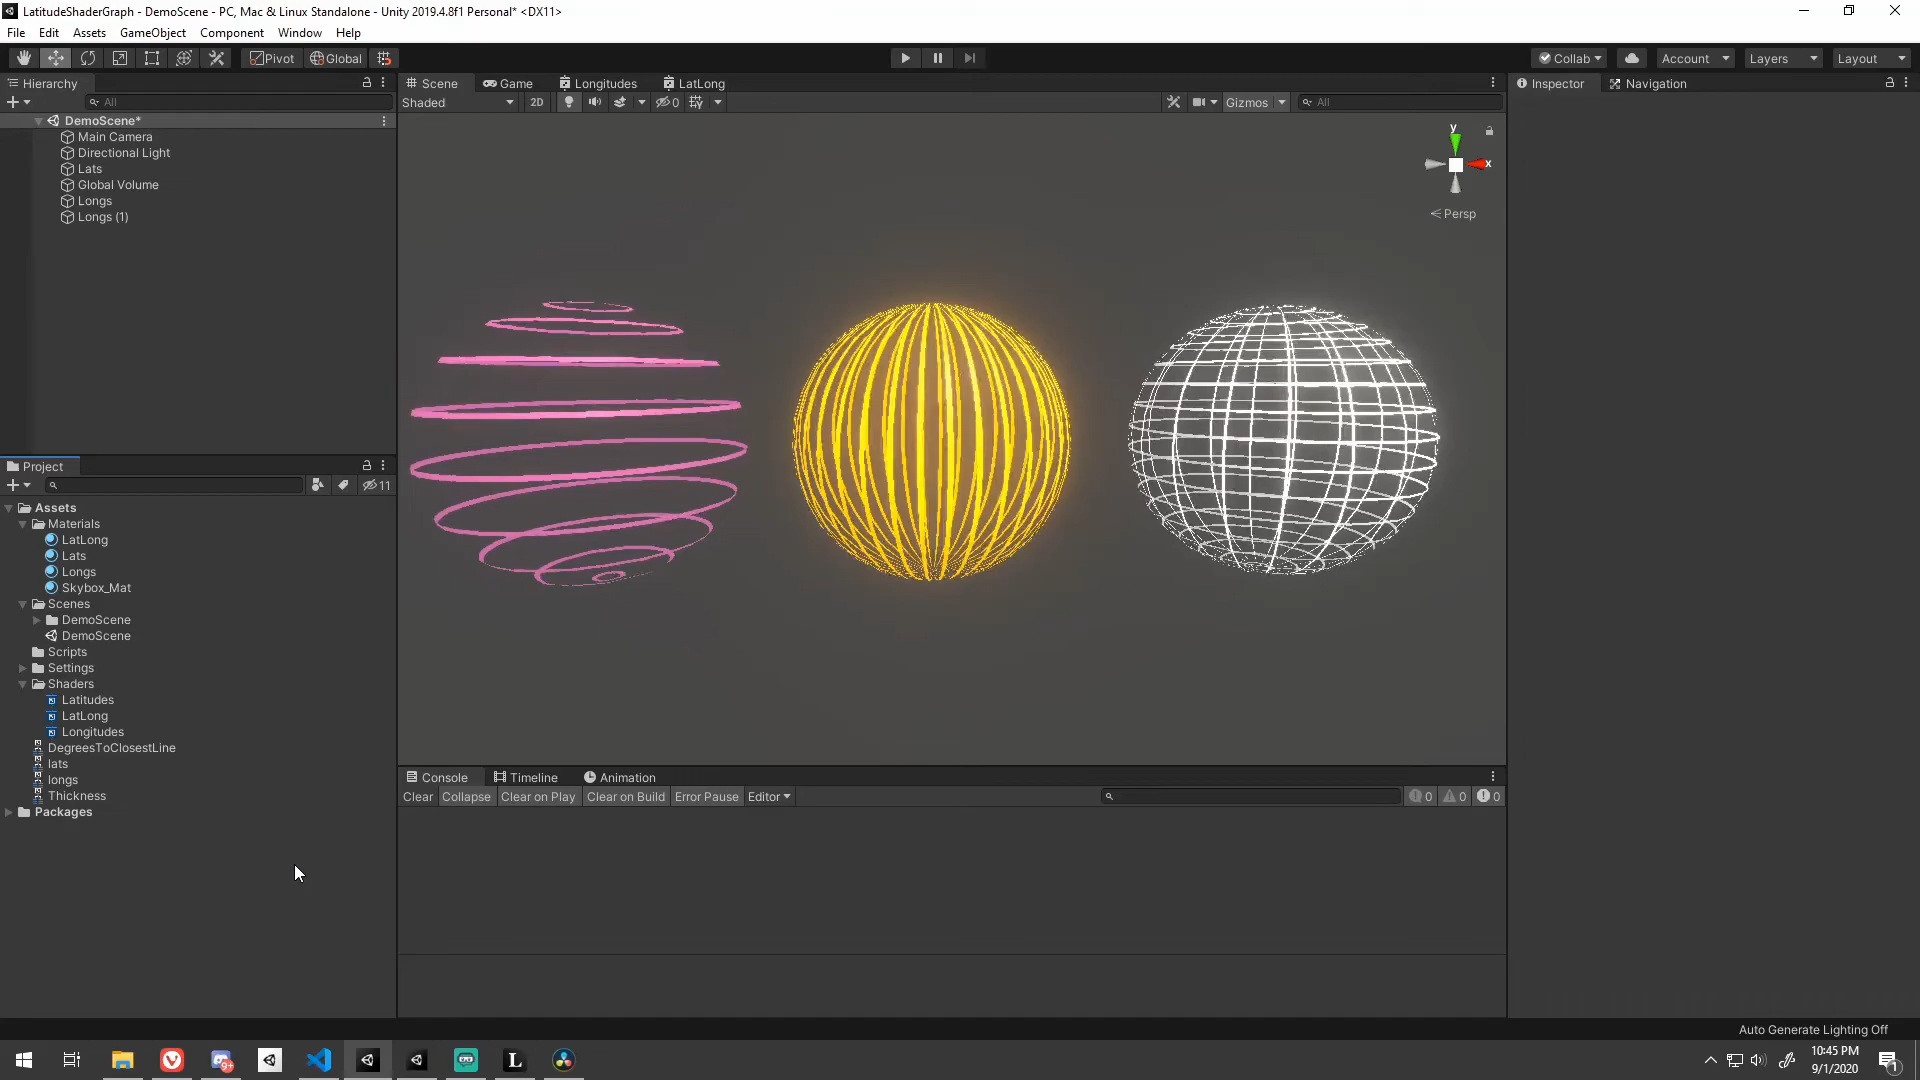 LatitudeShaderGraph - DemoScene - PC, Mac & Linux Standalone - Unity 2019.4.8f1 Personal* <DX11>
File Edit Assets GameObject Component Window Help
Pivot Global Collab Account Layers Layout
Hierarchy
All
DemoScene*
Main Camera
Directional Light
Lats
Global Volume
Longs
Longs (1)
Scene Game Longitudes LatLong
Shaded 2D 0 Gizmos All
y
x
Persp
Inspector Navigation
Project
11
Assets
Materials
LatLong
Lats
Longs
Skybox_Mat
Scenes
DemoScene
DemoScene
Scripts
Settings
Shaders
Latitudes
LatLong
Longitudes
DegreesToClosestLine
lats
longs
Thickness
Packages
Console Timeline Animation
Clear Collapse Clear on Play Clear on Build Error Pause Editor 0 0 0
Auto Generate Lighting Off
9+
L
10:45 PM
9/1/2020
1